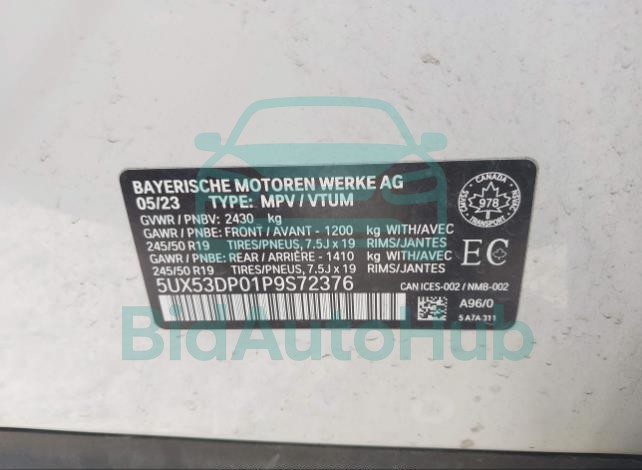 BAYERISCHE MOTOREN WERKE AG
05/23 TYPE: MPV / VTUM
GVWR / PNBV: 2430 kg
GAWR / PNBE: FRONT / AVANT - 1200 kg WITH/AVEC
245/50 R19 TIRES/PNEUS, 7.5J x 19 RIMS/JANTES
GAWR / PNBE: REAR / ARRIÈRE - 1410 kg WITH/AVEC
245/50 R19 TIRES/PNEUS, 7.5J x 19 RIMS/JANTES
5UX53DP01P9S72376
CANADA
978
TRANSPORT
EC
CAN ICES-002 / NMB-002
A96/0
5 A7A 311
BidAutoHub